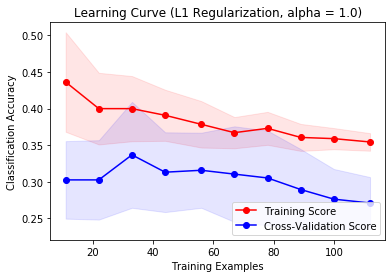 Learning Curve (L1 Regularization, alpha = 1.0)
Classification Accuracy
0.50
0.45
0.40
0.35
0.30
0.25
Training Score
Cross-Validation Score
20 40 60 80 100
Training Examples